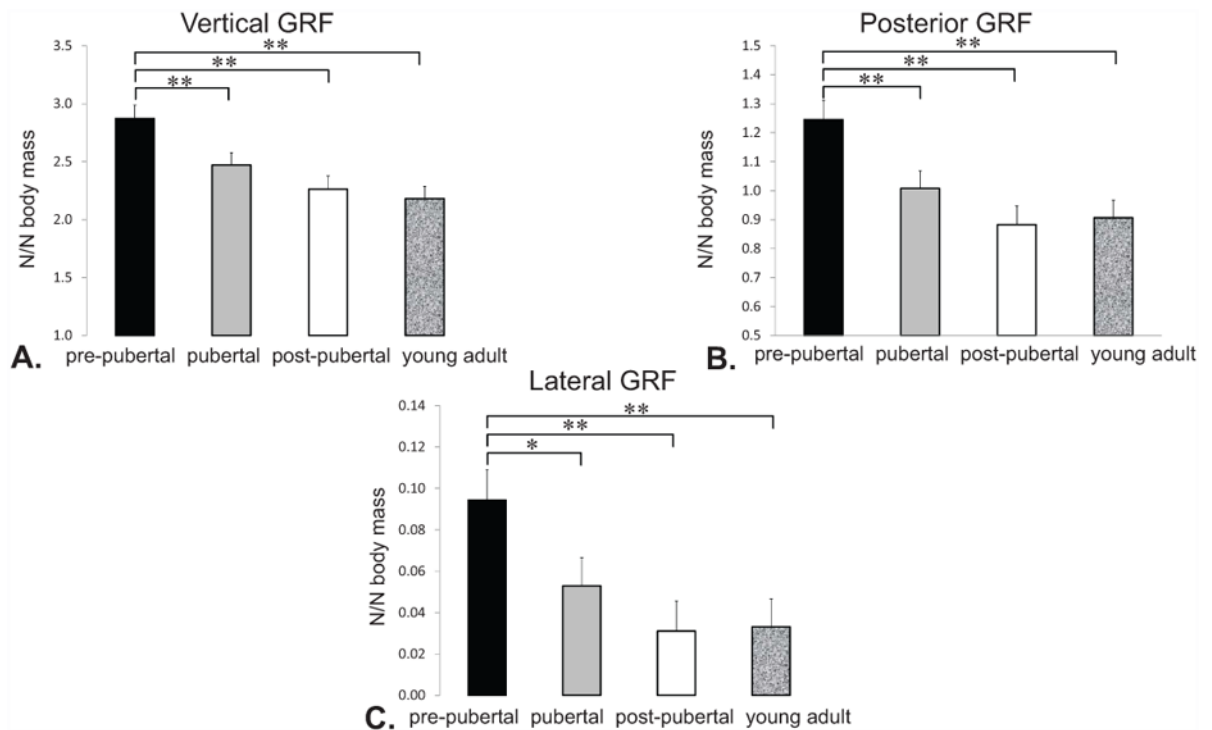 Vertical GRF
**
**
**
3.5
3.0
2.5
2.0
1.5
1.0
N/N body mass
A.
pre-pubertal pubertal post-pubertal young adult
Posterior GRF
**
**
**
1.5
1.4
1.3
1.2
1.1
1.0
0.9
0.8
0.7
0.6
0.5
N/N body mass
B.
pre-pubertal pubertal post-pubertal young adult
Lateral GRF
**
**
*
0.14
0.12
0.10
0.08
0.06
0.04
0.02
0.00
N/N body mass
C.
pre-pubertal pubertal post-pubertal young adult